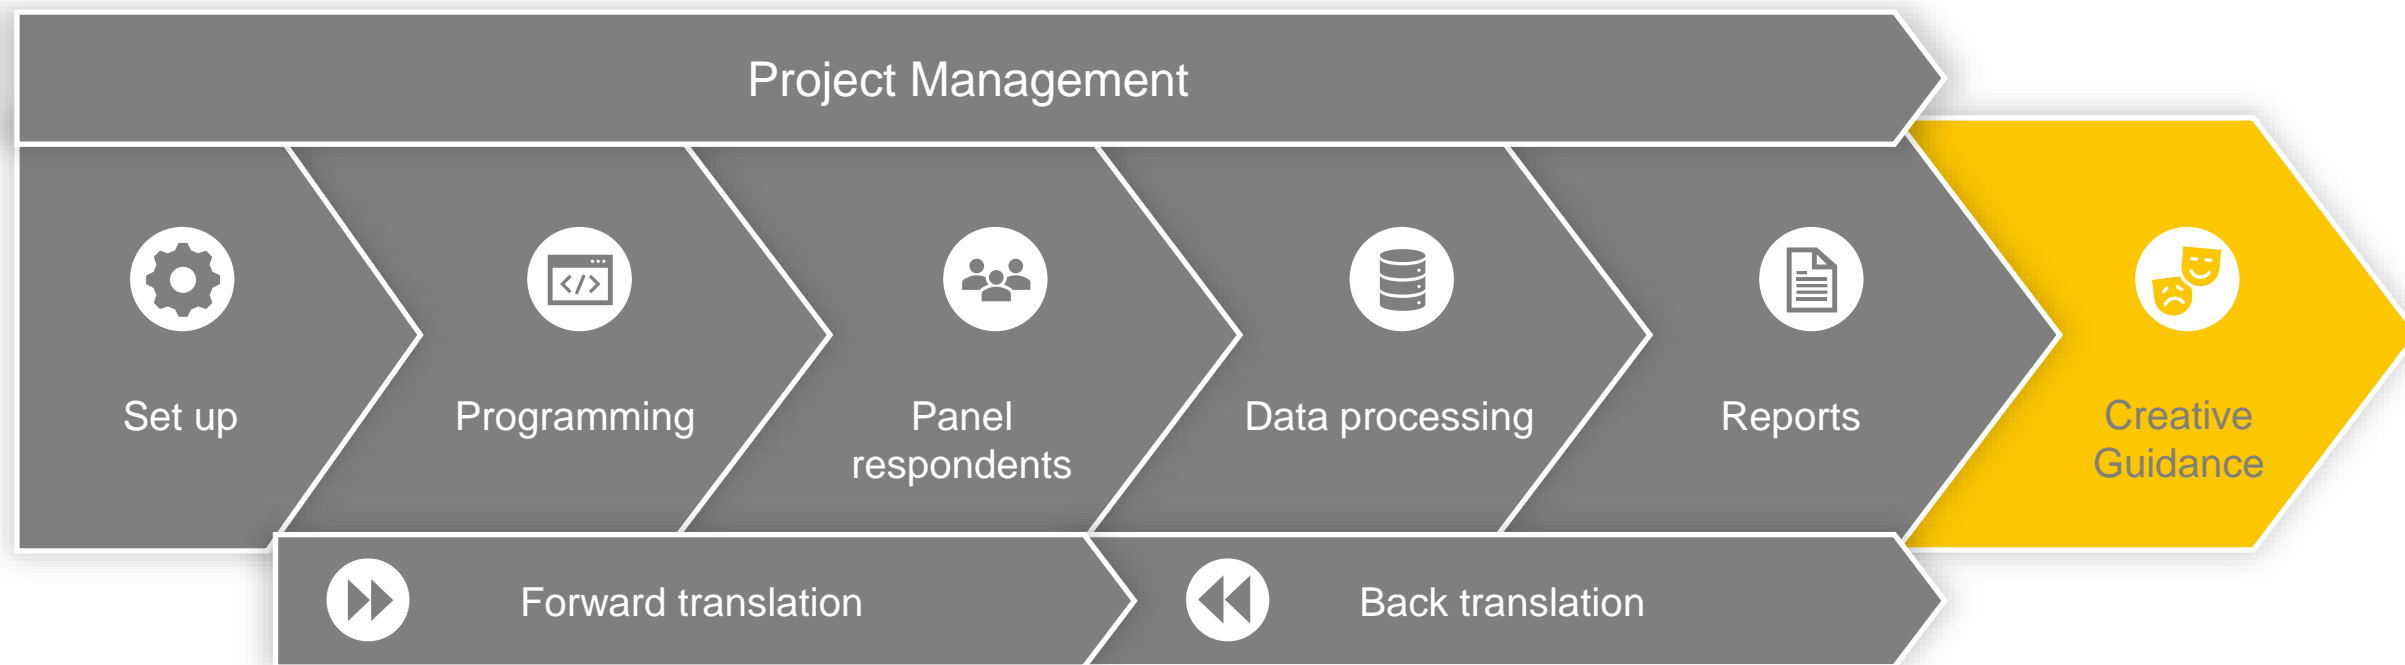 Project Management
Set up
Programming
Panel
respondents
Data processing
Reports
Creative
Guidance
Forward translation
Back translation